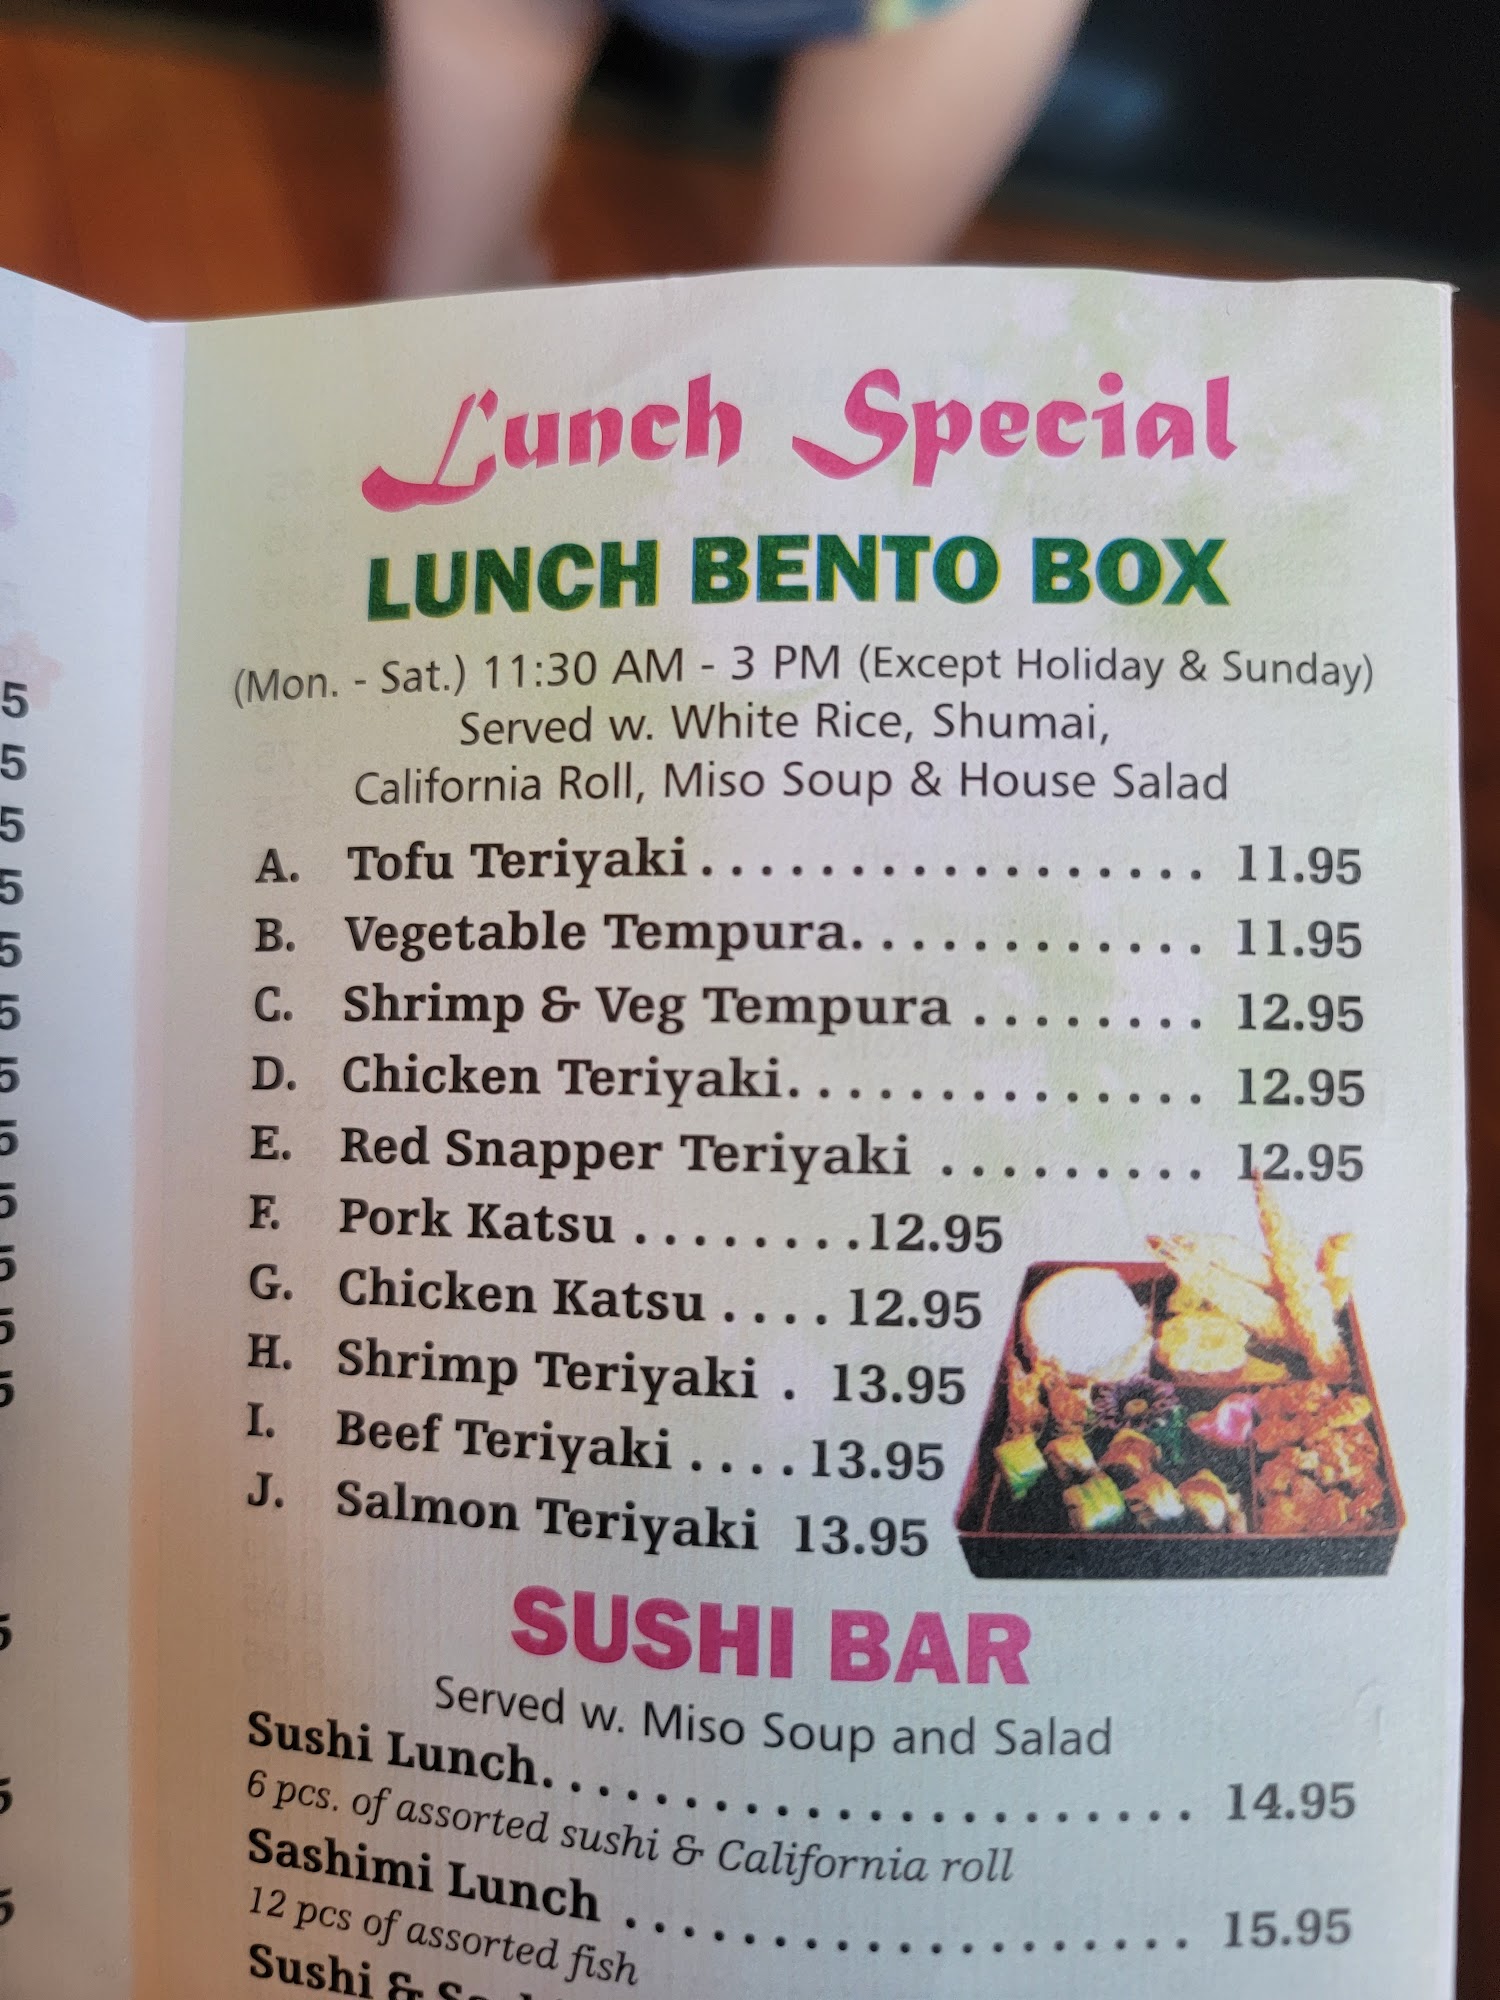 Lunch Special
LUNCH BENTO BOX
(Mon. - Sat.) 11:30 AM - 3 PM (Except Holiday & Sunday)
Served w. White Rice, Shumai,
California Roll, Miso Soup & House Salad
A. Tofu Teriyaki . . . . . . . . . . . . . . . . . 11.95
B. Vegetable Tempura. . . . . . . . . . . . . 11.95
C. Shrimp & Veg Tempura . . . . . . . . 12.95
D. Chicken Teriyaki. . . . . . . . . . . . . . . 12.95
E. Red Snapper Teriyaki . . . . . . . . . 12.95
F. Pork Katsu . . . . . . . .12.95
G. Chicken Katsu . . . . 12.95
H. Shrimp Teriyaki . 13.95
I. Beef Teriyaki . . . . 13.95
J. Salmon Teriyaki 13.95
SUSHI BAR
Served w. Miso Soup and Salad
Sushi Lunch. . . . . . . . . . . . . . . . . . . . . . . 14.95
6 pcs. of assorted sushi & California roll
Sashimi Lunch . . . . . . . . . . . . . . . . . . . . 15.95
12 pcs of assorted fish
Sushi &